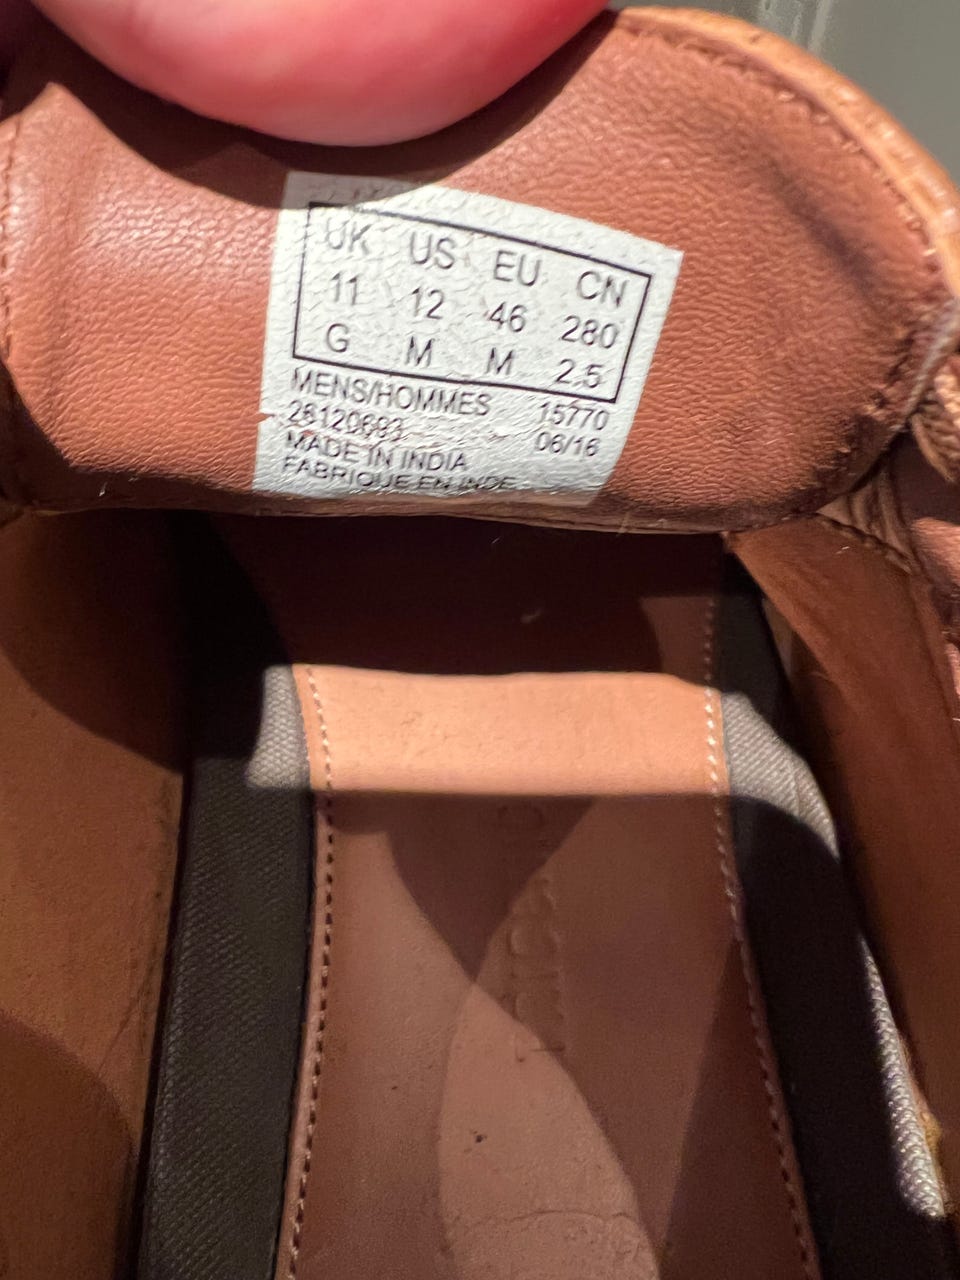 UK US EU CN
11 12 46 280
G M M 2.5
MENS/HOMMES 15770
26120693 06/16
MADE IN INDIA
FABRIQUE EN INDE